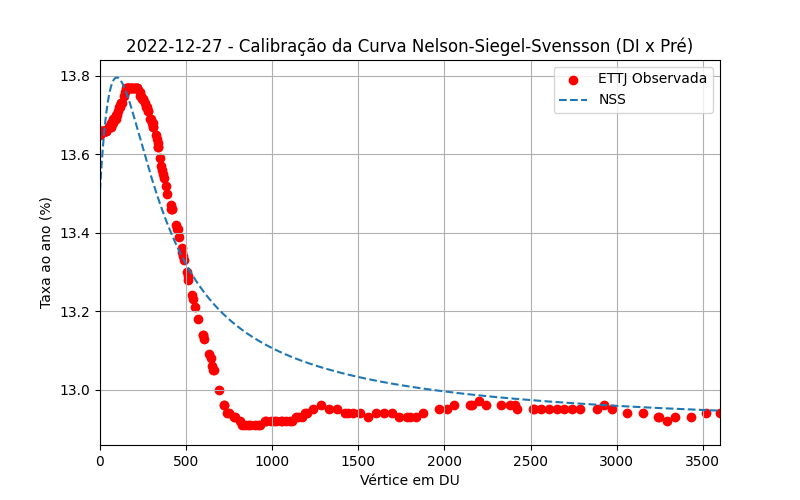 2022-12-27 - Calibração da Curva Nelson-Siegel-Svensson (DI x Pré)
ETTJ Observada
NSS
Taxa ao ano (%)
13.8
13.6
13.4
13.2
13.0
0 500 1000 1500 2000 2500 3000 3500
Vértice em DU